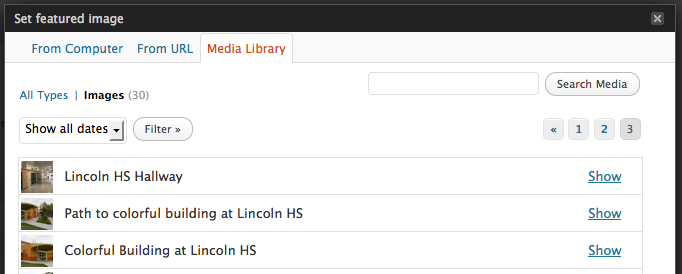 Set featured image
From Computer From URL Media Library
All Types | Images (30)
Search Media
Show all dates Filter » « 1 2 3
Lincoln HS Hallway Show
Path to colorful building at Lincoln HS Show
Colorful Building at Lincoln HS Show